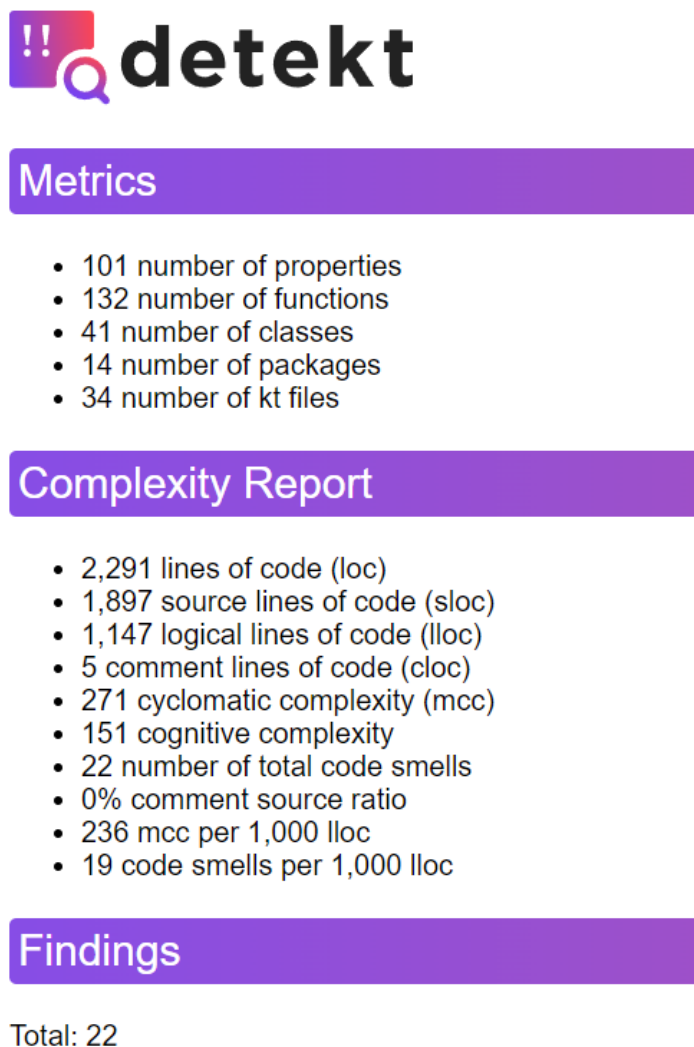 !!
detekt
Metrics
101 number of properties
132 number of functions
41 number of classes
14 number of packages
34 number of kt files
Complexity Report
2,291 lines of code (loc)
1,897 source lines of code (sloc)
1,147 logical lines of code (lloc)
5 comment lines of code (cloc)
271 cyclomatic complexity (mcc)
151 cognitive complexity
22 number of total code smells
0% comment source ratio
236 mcc per 1,000 lloc
19 code smells per 1,000 lloc
Findings
Total: 22